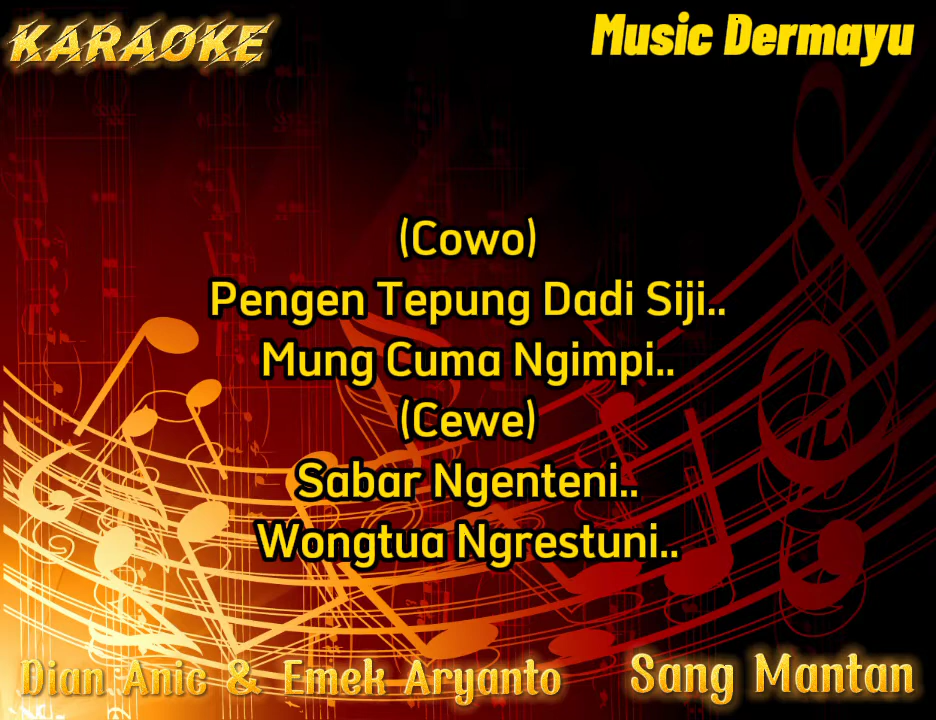 KARAOKE
Music Dermayu
(Cowo)
Pengen Tepung Dadi Siji..
Mung Cuma Ngimpi..
(Cewe)
Sabar Ngenteni..
Wongtua Ngrestuni..
Dian Anic & Emek Aryanto
Sang Mantan